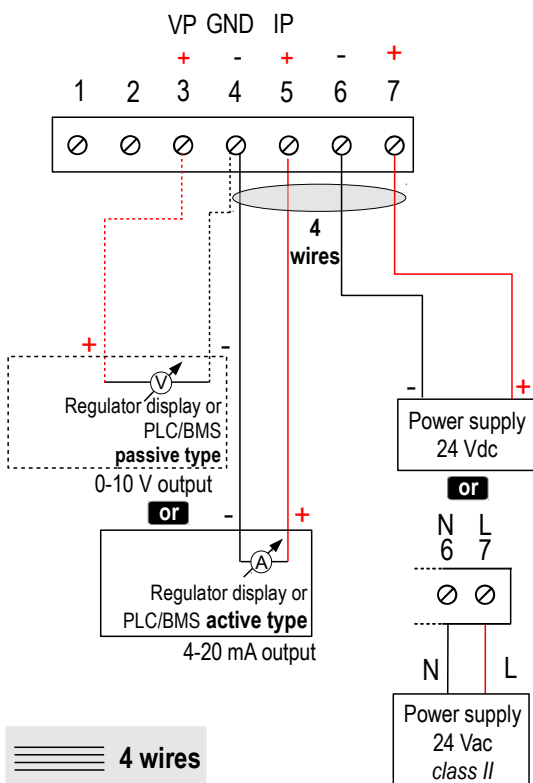 VP GND IP
+ - + - +
1 2 3 4 5 6 7
4
wires
+ -
V
Regulator display or
PLC/BMS
passive type
0-10 V output
or
- +
A
Regulator display or
PLC/BMS active type
4-20 mA output
- +
Power supply
24 Vdc
or
N L
6 7
N L
Power supply
24 Vac
class II
4 wires